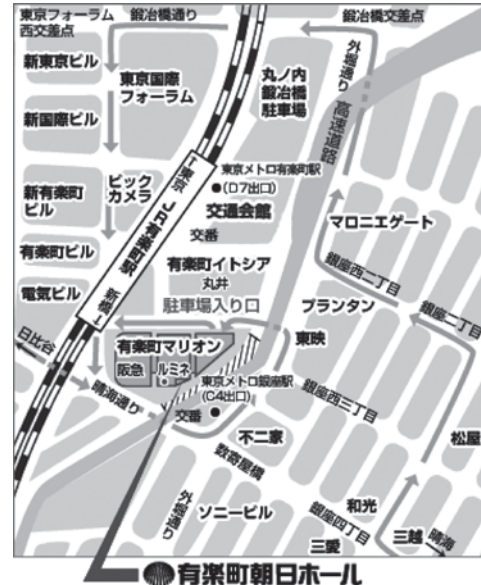 東京フォーラム
西交差点
鍛冶橋通り
鍛冶橋交差点
新東京ビル
東京国際
フォーラム
丸ノ内
鍛冶橋
駐車場
外堀通り
高速道路
新国際ビル
↑東京
JR有楽町駅
新橋↓
東京メトロ有楽町駅
(D7出口)
新有楽町
ビル
ビック
カメラ
交通会館
マロニエゲート
交番
有楽町ビル
有楽町イトシア
丸井
銀座西二丁目
電気ビル
駐車場入り口
プランタン
銀座二丁目
日比谷
有楽町マリオン
東映
阪急
ルミネ
晴海通り
東京メトロ銀座駅
(C4出口)
銀座西三丁目
交番
不二家
松屋
数寄屋橋
外堀通り
ソニービル
和光
銀座四丁目
三愛
三越
晴海
有楽町朝日ホール